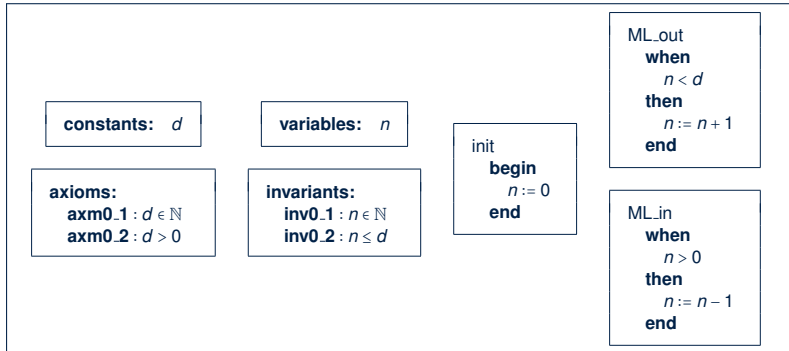 constants: d
axioms:
axm0_1 : d ∈ ℕ
axm0_2 : d > 0
variables: n
invariants:
inv0_1 : n ∈ ℕ
inv0_2 : n ≤ d
init
begin
n := 0
end
ML_out
when
n < d
then
n := n + 1
end
ML_in
when
n > 0
then
n := n − 1
end